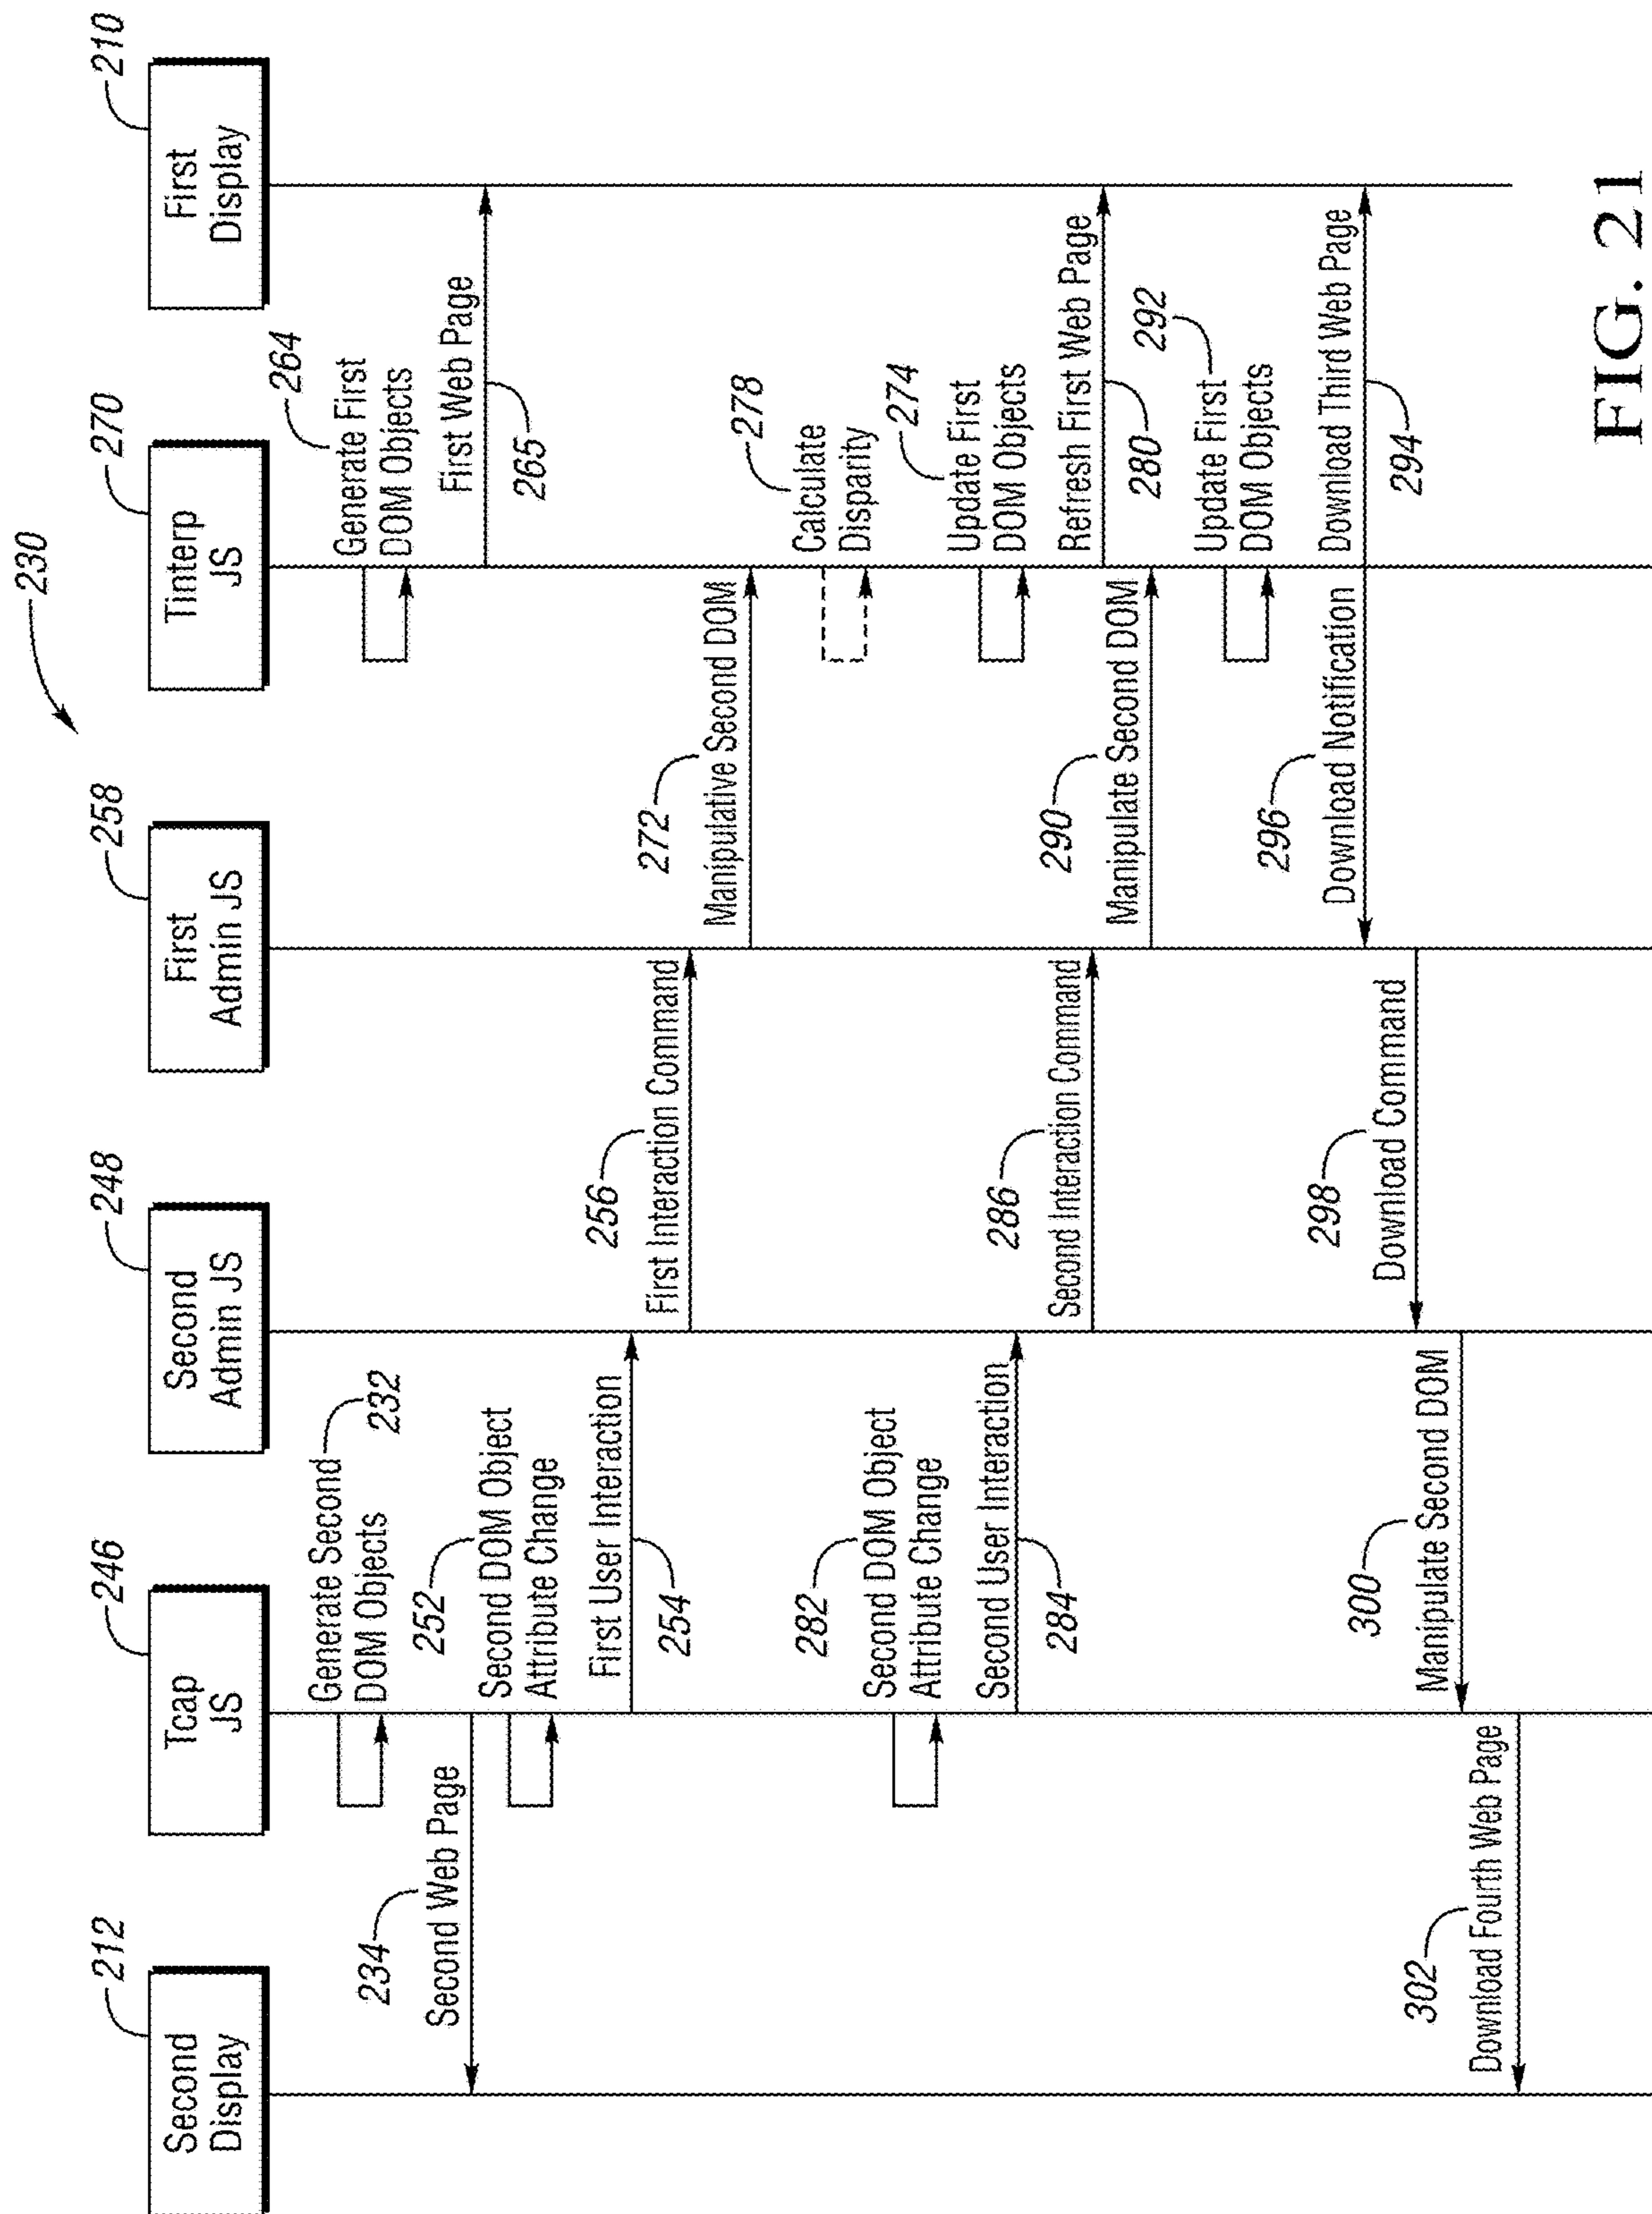 230
212
246
248
258
270
210
Second
Display
Tcap
JS
Second
Admin JS
First
Admin JS
Tinterp
JS
First
Display
Generate Second
DOM Objects
232
264
Generate First
DOM Objects
234
Second Web Page
252
Second DOM Object
Attribute Change
First Web Page
265
First User Interaction
254
256
First Interaction Command
272
Manipulative Second DOM
278
Calculate
Disparity
282
Second DOM Object
Attribute Change
274
Update First
DOM Objects
Second User Interaction
284
286
Second Interaction Command
Refresh First Web Page
280
290
Manipulate Second DOM
292
Update First
DOM Objects
296
Download Notification
Download Third Web Page
294
298
Download Command
300
Manipulate Second DOM
302
Download Fourth Web Page
FIG. 21